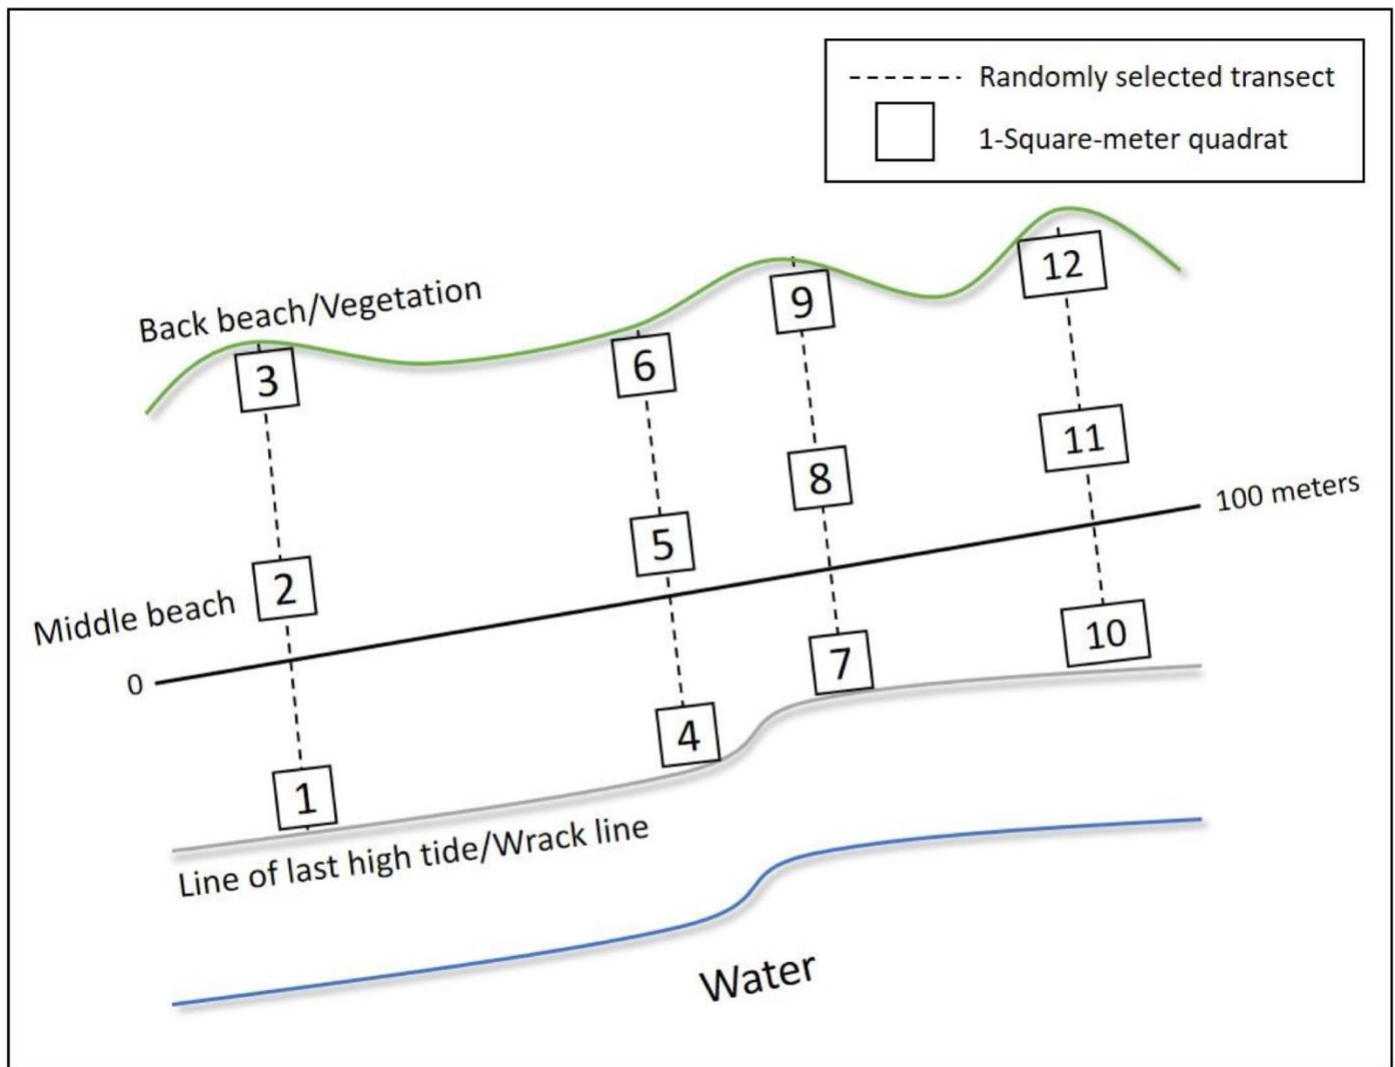 Randomly selected transect
1-Square-meter quadrat
Back beach/Vegetation
3
6
9
12
2
5
8
11
Middle beach
0
100 meters
1
4
7
10
Line of last high tide/Wrack line
Water